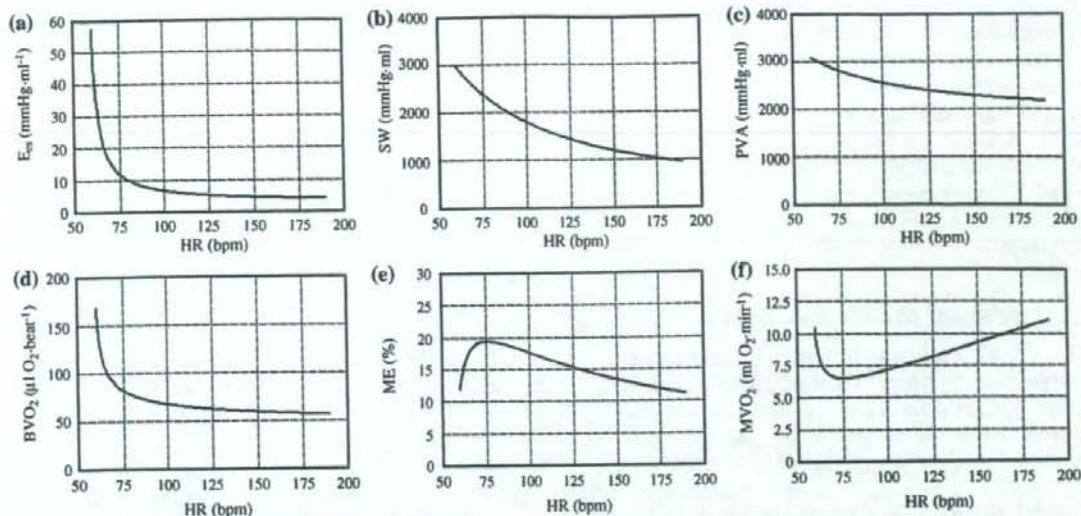 (a)
E_es (mmHg·ml⁻¹)
60
50
40
30
20
10
0
50 75 100 125 150 175 200
HR (bpm)
(b)
SW (mmHg·ml)
4000
3000
2000
1000
0
50 75 100 125 150 175 200
HR (bpm)
(c)
PVA (mmHg·ml)
4000
3000
2000
1000
0
50 75 100 125 150 175 200
HR (bpm)
(d)
BVO₂ (µl O₂·beat⁻¹)
200
150
100
50
0
50 75 100 125 150 175 200
HR (bpm)
(e)
ME (%)
30
25
20
15
10
5
0
50 75 100 125 150 175 200
HR (bpm)
(f)
MVO₂ (ml O₂·min⁻¹)
15.0
12.5
10.0
7.5
5.0
2.5
0.0
50 75 100 125 150 175 200
HR (bpm)